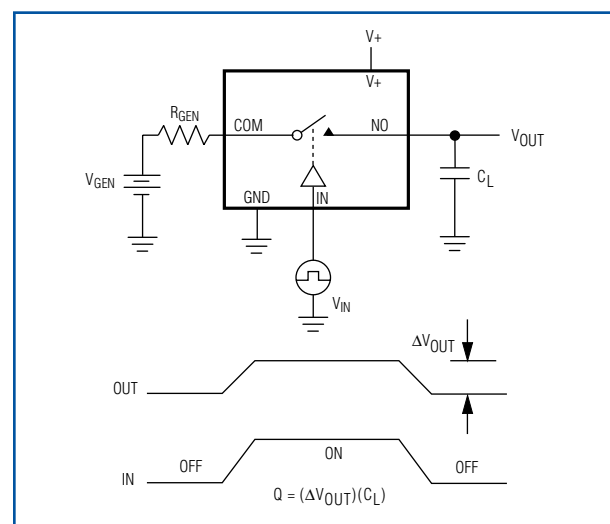 V+
V+
RGEN
COM
NO
VOUT
VGEN
CL
GND
IN
VIN
ΔVOUT
OUT
OFF
ON
OFF
IN
Q = (ΔVOUT)(CL)